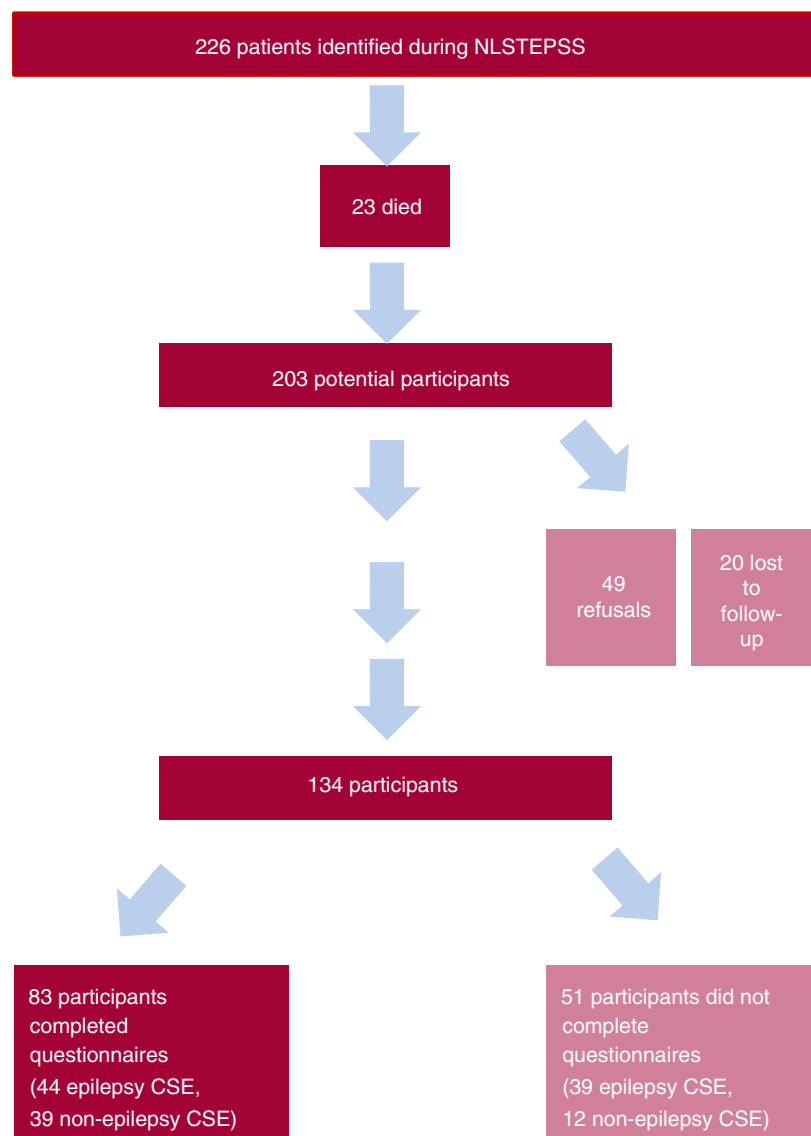 226 patients identified during NLSTEPSS
23 died
203 potential participants
49
refusals
20 lost
to
follow-
up
134 participants
83 participants
completed
questionnaires
(44 epilepsy CSE,
39 non-epilepsy CSE)
51 participants did not
complete
questionnaires
(39 epilepsy CSE,
12 non-epilepsy CSE)